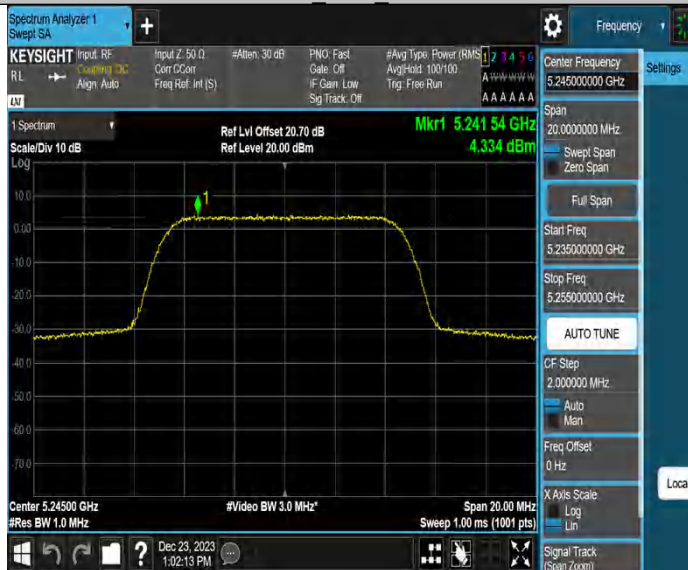 Spectrum Analyzer 1
Swept SA
+
Frequency
KEYSIGHT
RL
LXI
Input: RF
Coupling: DC
Align: Auto
Input Z: 50 Ω
Corr CCorr
Freq Ref: Int (S)
#Atten: 30 dB
PNO: Fast
Gate: Off
IF Gain: Low
Sig Track: Off
#Avg Type: Power (RMS
Avg|Hold: 100/100
Trig: Free Run
1 2 3 4 5 6
A W W W W W
A A A A A A
Settings
Center Frequency
5.245000000 GHz
Span
20.0000000 MHz
Swept Span
Zero Span
Full Span
Start Freq
5.235000000 GHz
Stop Freq
5.255000000 GHz
AUTO TUNE
CF Step
2.000000 MHz
Auto
Man
Freq Offset
0 Hz
X Axis Scale
Log
Lin
Signal Track
(Span Zoom)
Loca
1 Spectrum
Scale/Div 10 dB
Log
Ref Lvl Offset 20.70 dB
Ref Level 20.00 dBm
Mkr1 5.241 54 GHz
4.334 dBm
1
10.0
0.00
-10.0
-20.0
-30.0
-40.0
-50.0
-60.0
-70.0
Center 5.24500 GHz
#Res BW 1.0 MHz
#Video BW 3.0 MHz*
Span 20.00 MHz
Sweep 1.00 ms (1001 pts)
?
Dec 23, 2023
1:02:13 PM